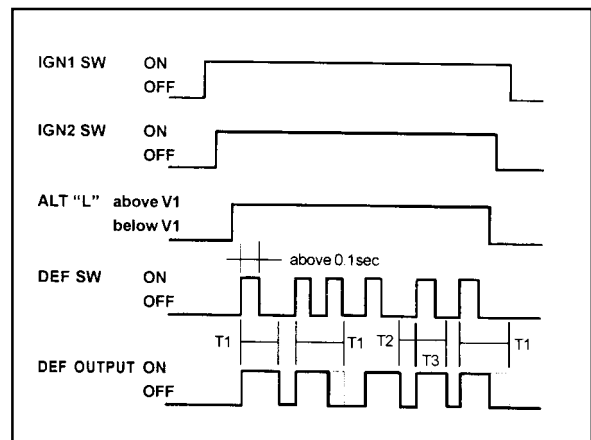 IGN1 SW ON
OFF
IGN2 SW ON
OFF
ALT "L" above V1
below V1
above 0.1sec
DEF SW ON
OFF
T1 T1 T2 T3 T1
DEF OUTPUT ON
OFF